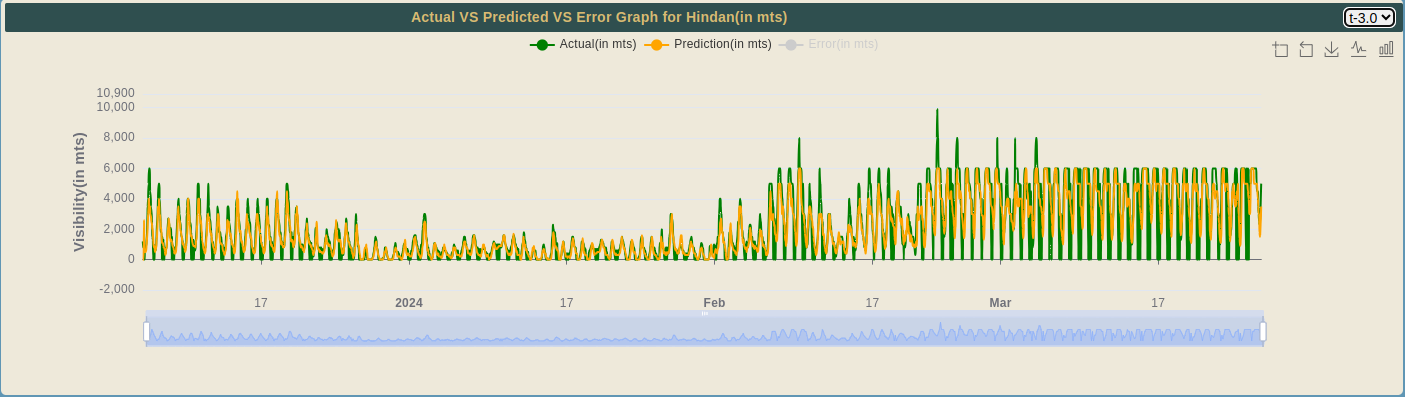 Actual VS Predicted VS Error Graph for Hindan(in mts)
t-3.0
Actual(in mts) Prediction(in mts) Error(in mts)
Visibility(in mts)
10,900
10,000
8,000
6,000
4,000
2,000
0
-2,000
17 2024 17 Feb 17 Mar 17